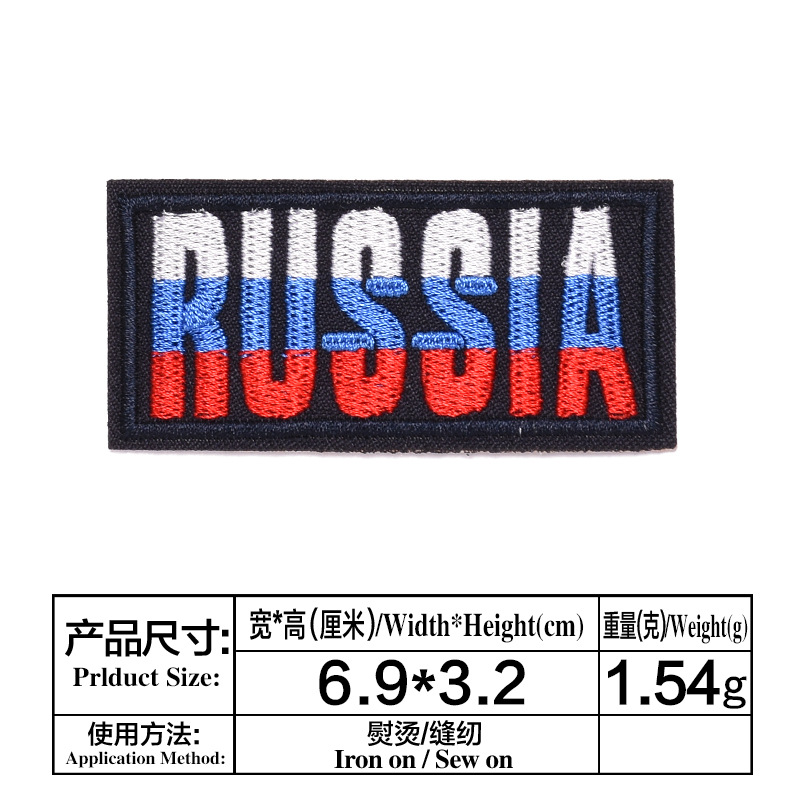 RUSSIA
产品尺寸:
Prlduct Size:
宽*高(厘米)/Width*Height(cm)
重量(克)/Weight(g)
6.9*3.2
1.54g
使用方法:
Application Method:
熨烫/缝纫
Iron on / Sew on